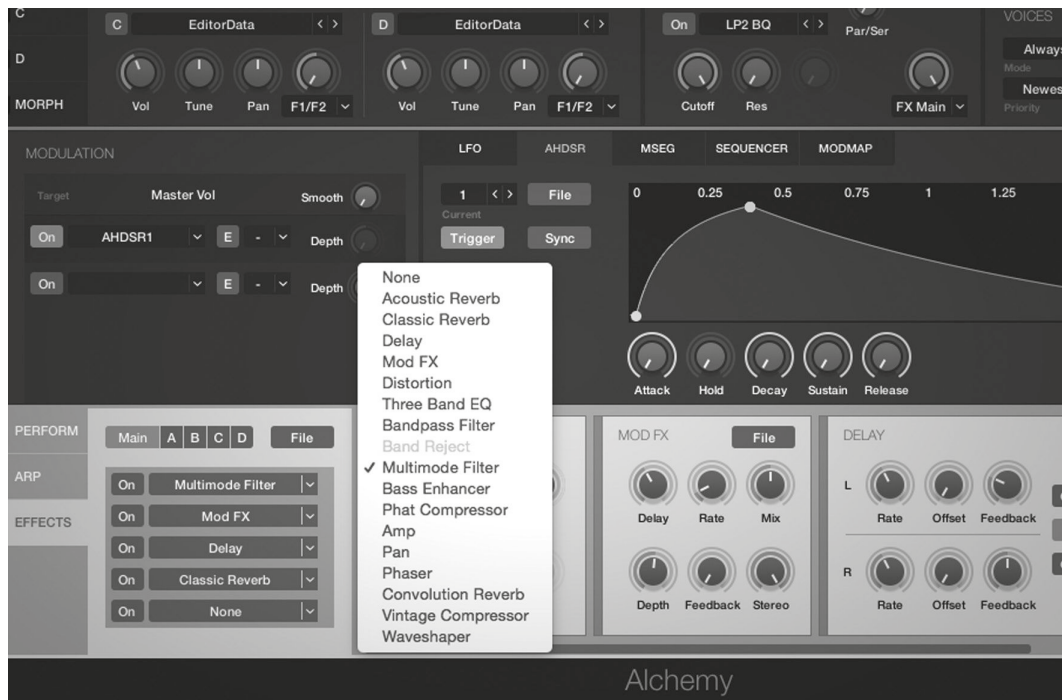 C
C EditorData < >
D EditorData < >
On LP2 BQ < >
Par/Ser
VOICES
D
Vol Tune Pan F1/F2
Vol Tune Pan F1/F2
Cutoff Res FX Main
Always
Mode
Newes
Priority
MORPH
MODULATION
Target Master Vol Smooth
On AHDSR1 E - Depth
On E - Depth
LFO AHDSR MSEG SEQUENCER MODMAP
1 < > File
Current
Trigger Sync
0 0.25 0.5 0.75 1 1.25
Attack Hold Decay Sustain Release
None
Acoustic Reverb
Classic Reverb
Delay
Mod FX
Distortion
Three Band EQ
Bandpass Filter
Band Reject
✓ Multimode Filter
Bass Enhancer
Phat Compressor
Amp
Pan
Phaser
Convolution Reverb
Vintage Compressor
Waveshaper
PERFORM
ARP
EFFECTS
Main A B C D File
On Multimode Filter
On Mod FX
On Delay
On Classic Reverb
On None
MOD FX File
Delay Rate Mix
Depth Feedback Stereo
DELAY
L
Rate Offset Feedback
R
Rate Offset Feedback
Alchemy